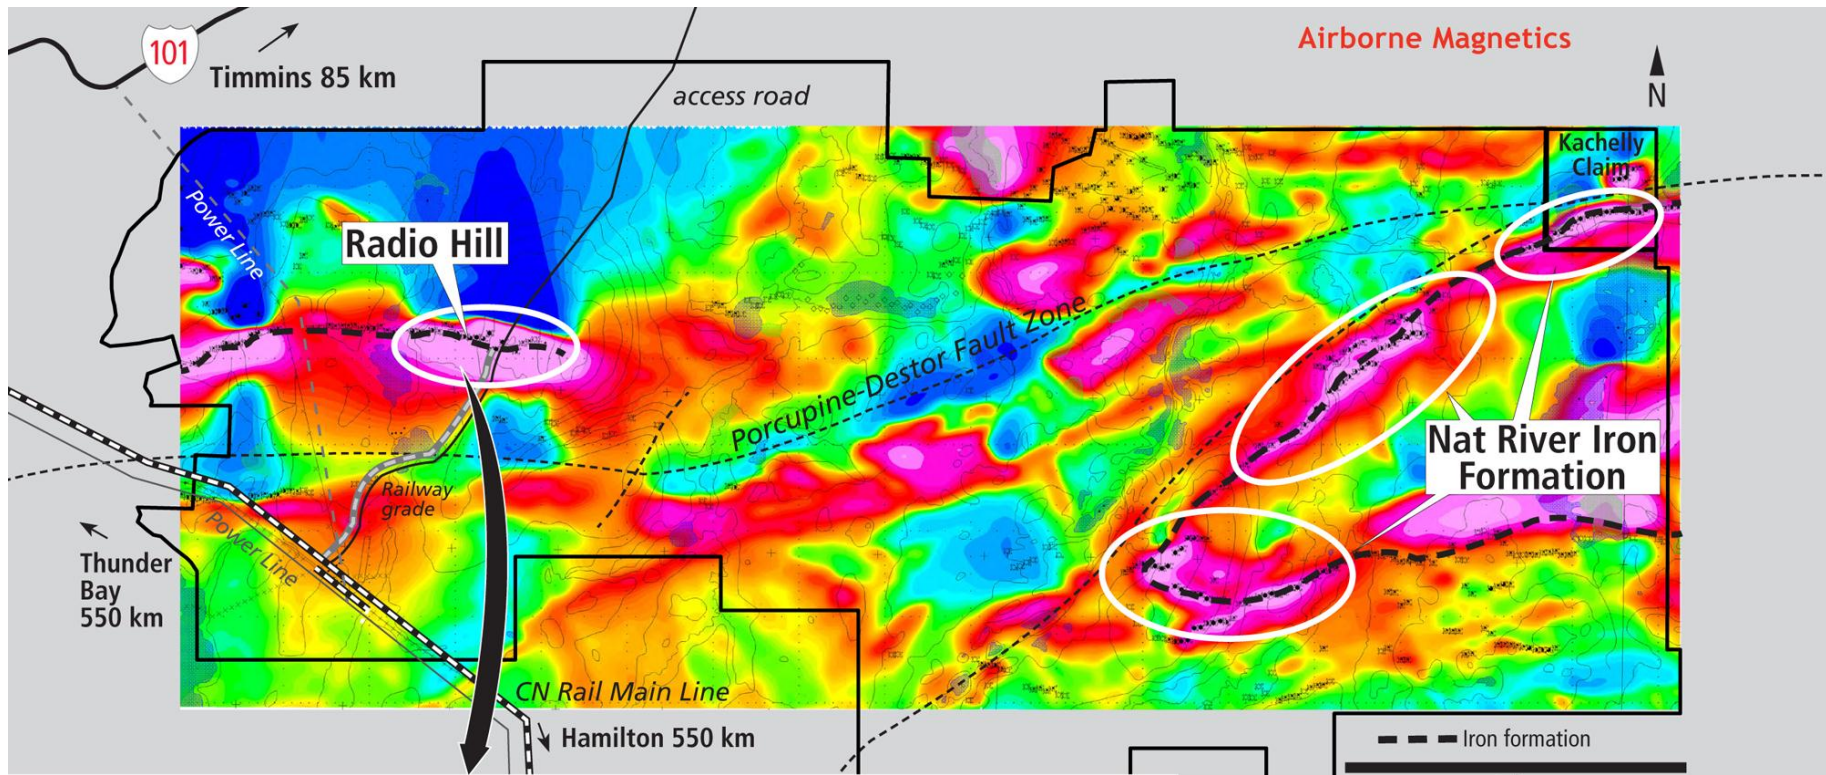 Airborne Magnetics
101
Timmins 85 km
access road
N
Kachelly
Claim
Power Line
Radio Hill
Porcupine-Destor Fault Zone
Nat River Iron
Formation
Railway
grade
Power Line
Thunder
Bay
550 km
CN Rail Main Line
Hamilton 550 km
Iron formation